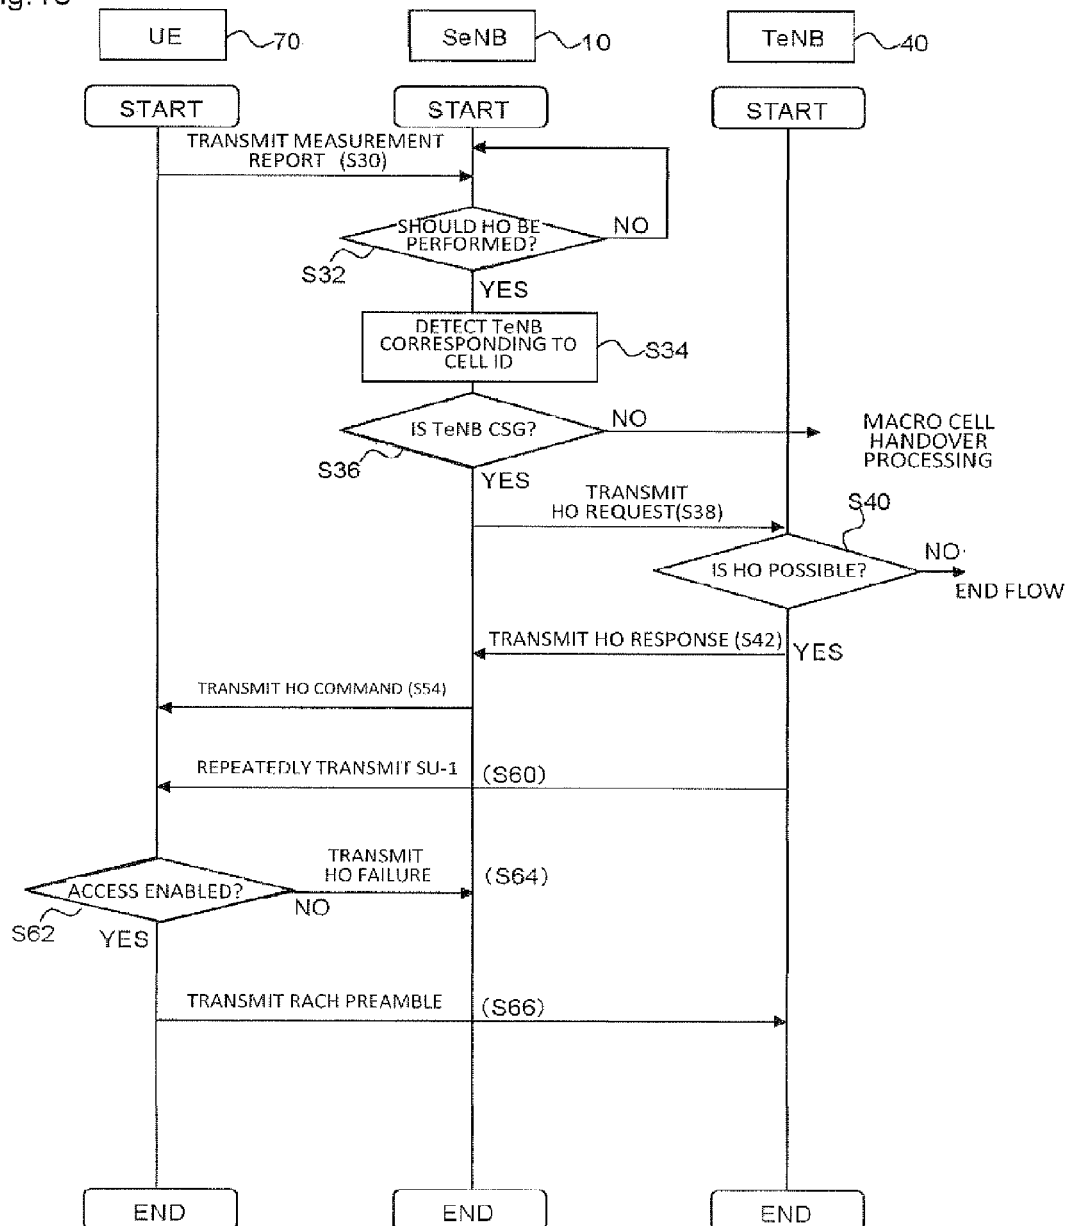 UE 70 SeNB 10 TeNB 40
START START START
TRANSMIT MEASUREMENT
REPORT (S30)
SHOULD HO BE
PERFORMED?
NO
S32
YES
DETECT TeNB
CORRESPONDING TO
CELL ID
S34
IS TeNB CSG?
NO
S36
YES
MACRO CELL
HANDOVER
PROCESSING
TRANSMIT
HO REQUEST(S38)
S40
IS HO POSSIBLE?
NO
END FLOW
TRANSMIT HO RESPONSE (S42)
YES
TRANSMIT HO COMMAND (S54)
REPEATEDLY TRANSMIT SU-1 (S60)
ACCESS ENABLED?
TRANSMIT
HO FAILURE
(S64)
NO
S62
YES
TRANSMIT RACH PREAMBLE (S66)
END END END